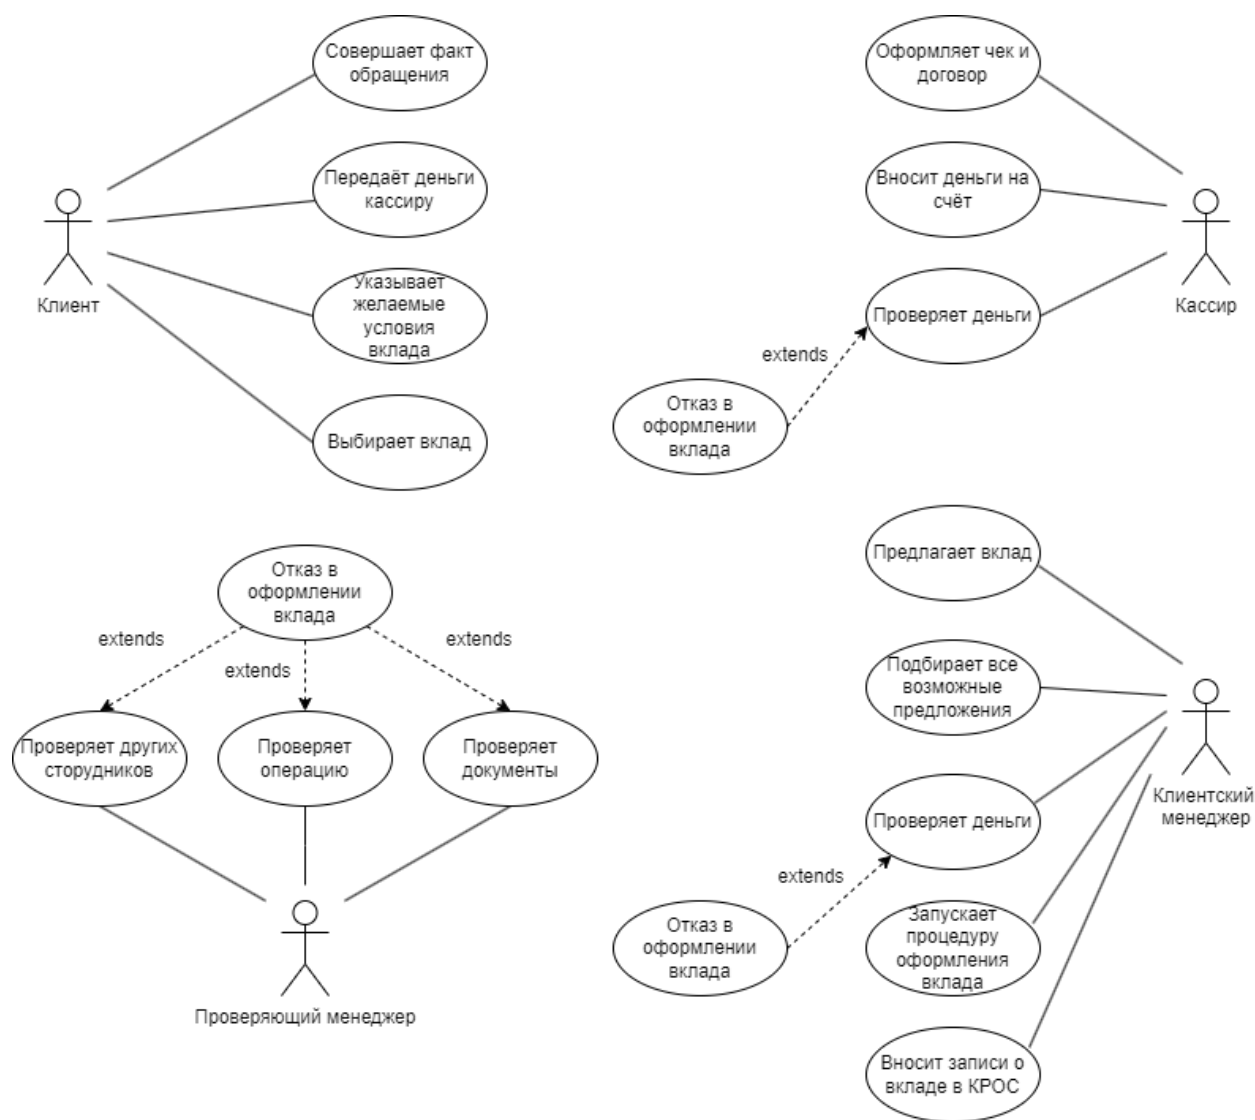 Совершает факт
обращения
Передаёт деньги
кассиру
Указывает
желаемые
условия
вклада
Выбирает вклад
Клиент
Оформляет чек и
договор
Вносит деньги на
счёт
Проверяет деньги
extends
Отказ в
оформлении
вклада
Кассир
Отказ в
оформлении
вклада
extends
extends
extends
Проверяет других
сторудников
Проверяет
операцию
Проверяет
документы
Проверяющий менеджер
Предлагает вклад
Подбирает все
возможные
предложения
Проверяет деньги
extends
Отказ в
оформлении
вклада
Запускает
процедуру
оформления
вклада
Вносит записи о
вкладе в КРОС
Клиентский
менеджер